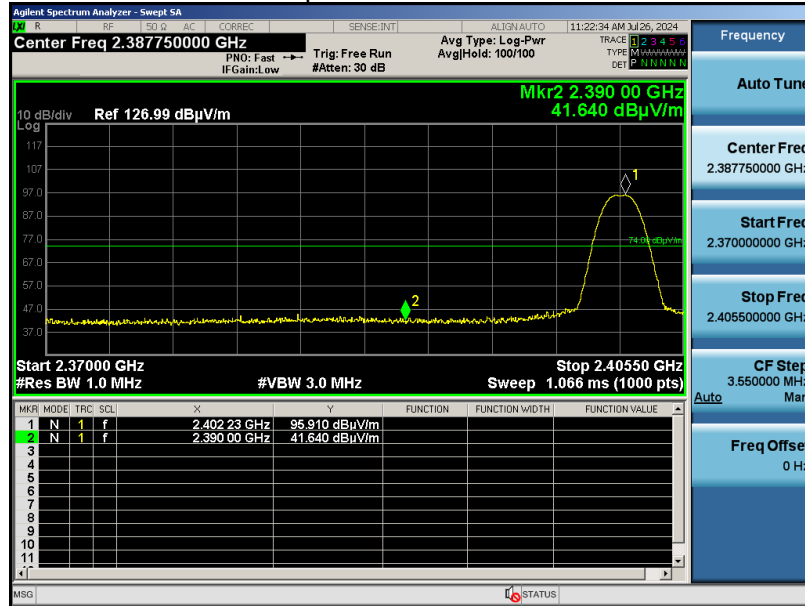 Agilent Spectrum Analyzer - Swept SA
LXI R RF 50 Ω AC CORREC SENSE:INT ALIGN AUTO 11:22:34 AM Jul 26, 2024
Center Freq 2.387750000 GHz
PNO: Fast
IFGain:Low
Trig: Free Run
#Atten: 30 dB
Avg Type: Log-Pwr
Avg|Hold: 100/100
TRACE 1 2 3 4 5 6
TYPE M
DET P N N N N N
Mkr2 2.390 00 GHz
41.640 dBµV/m
10 dB/div Ref 126.99 dBµV/m
Log
117
107
97.0
87.0
77.0
67.0
57.0
47.0
37.0
1
74.00 dBµV/m
2
Start 2.37000 GHz Stop 2.40550 GHz
#Res BW 1.0 MHz #VBW 3.0 MHz Sweep 1.066 ms (1000 pts)
MKR MODE TRC SCL X Y FUNCTION FUNCTION WIDTH FUNCTION VALUE
1 N 1 f 2.402 23 GHz 95.910 dBµV/m
2 N 1 f 2.390 00 GHz 41.640 dBµV/m
3
4
5
6
7
8
9
10
11
MSG STATUS
Frequency
Auto Tune
Center Freq
2.387750000 GHz
Start Freq
2.370000000 GHz
Stop Freq
2.405500000 GHz
CF Step
3.550000 MHz
Auto Man
Freq Offset
0 Hz